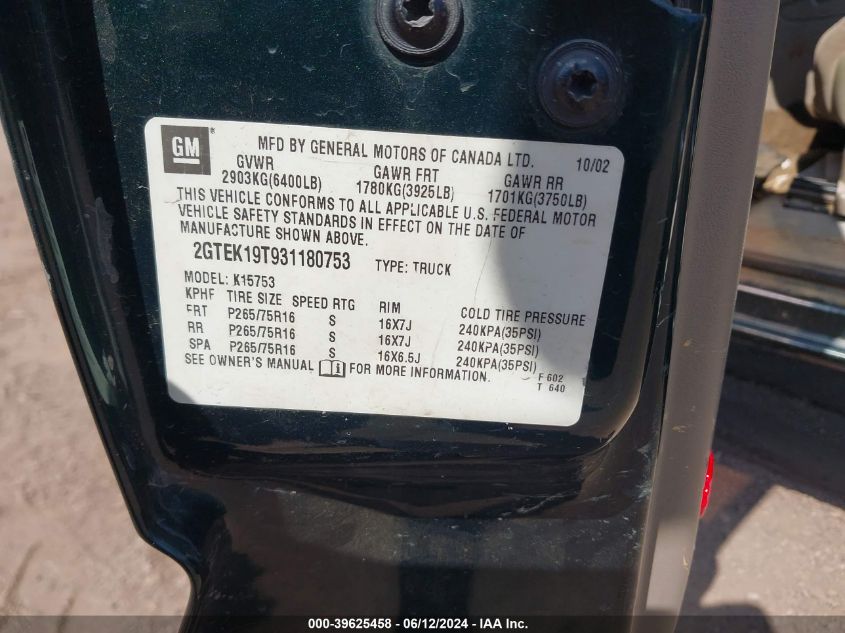 GM
MFD BY GENERAL MOTORS OF CANADA LTD. 10/02
GVWR GAWR FRT GAWR RR
2903KG(6400LB) 1780KG(3925LB) 1701KG(3750LB)
THIS VEHICLE CONFORMS TO ALL APPLICABLE U.S. FEDERAL MOTOR
VEHICLE SAFETY STANDARDS IN EFFECT ON THE DATE OF
MANUFACTURE SHOWN ABOVE.
2GTEK19T931180753 TYPE: TRUCK
MODEL: K15753
KPHF TIRE SIZE SPEED RTG RIM COLD TIRE PRESSURE
FRT P265/75R16 S 16X7J 240KPA(35PSI)
RR P265/75R16 S 16X7J 240KPA(35PSI)
SPA P265/75R16 S 16X6.5J 240KPA(35PSI)
SEE OWNER'S MANUAL FOR MORE INFORMATION.
F 602
T 640
000-39625458 - 06/12/2024 - IAA Inc.